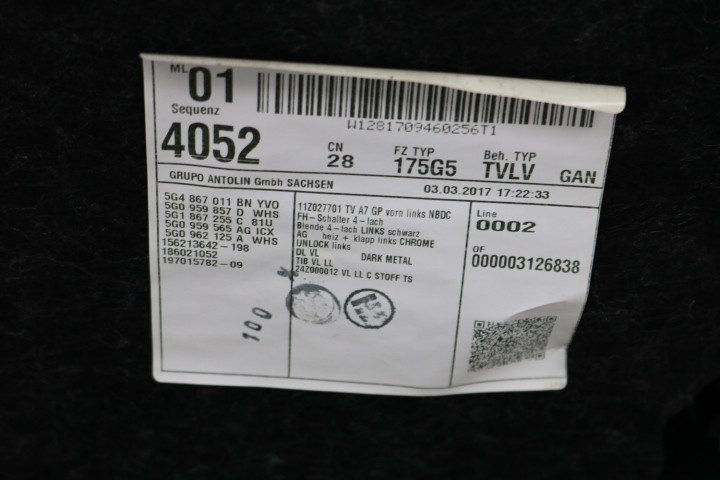 ML 01
W1281709460256T1
Sequenz
4052
CN
28
FZ TYP
175G5
Beh. TYP
TVLV
GAN
GRUPO ANTOLIN GmbH SACHSEN
03.03.2017 17:22:33
5G4 867 011 BN YVO
5G0 959 857 D WHS
5G1 867 255 C B1U
5G0 959 565 AG ICX
5G0 962 125 A WHS
156213642-198
186021052
197015782-09
11Z027701 TV A7 GP vorn links NBDC
FH-Schalter 4-fach
Blende 4-fach LINKS schwarz
AG heiz + klapp links CHROME
UNLOCK links
DL VL DARK METAL
TIB VL LL
24Z000012 VL LL C STOFF TS
Line
0002
OF
000003126838
100